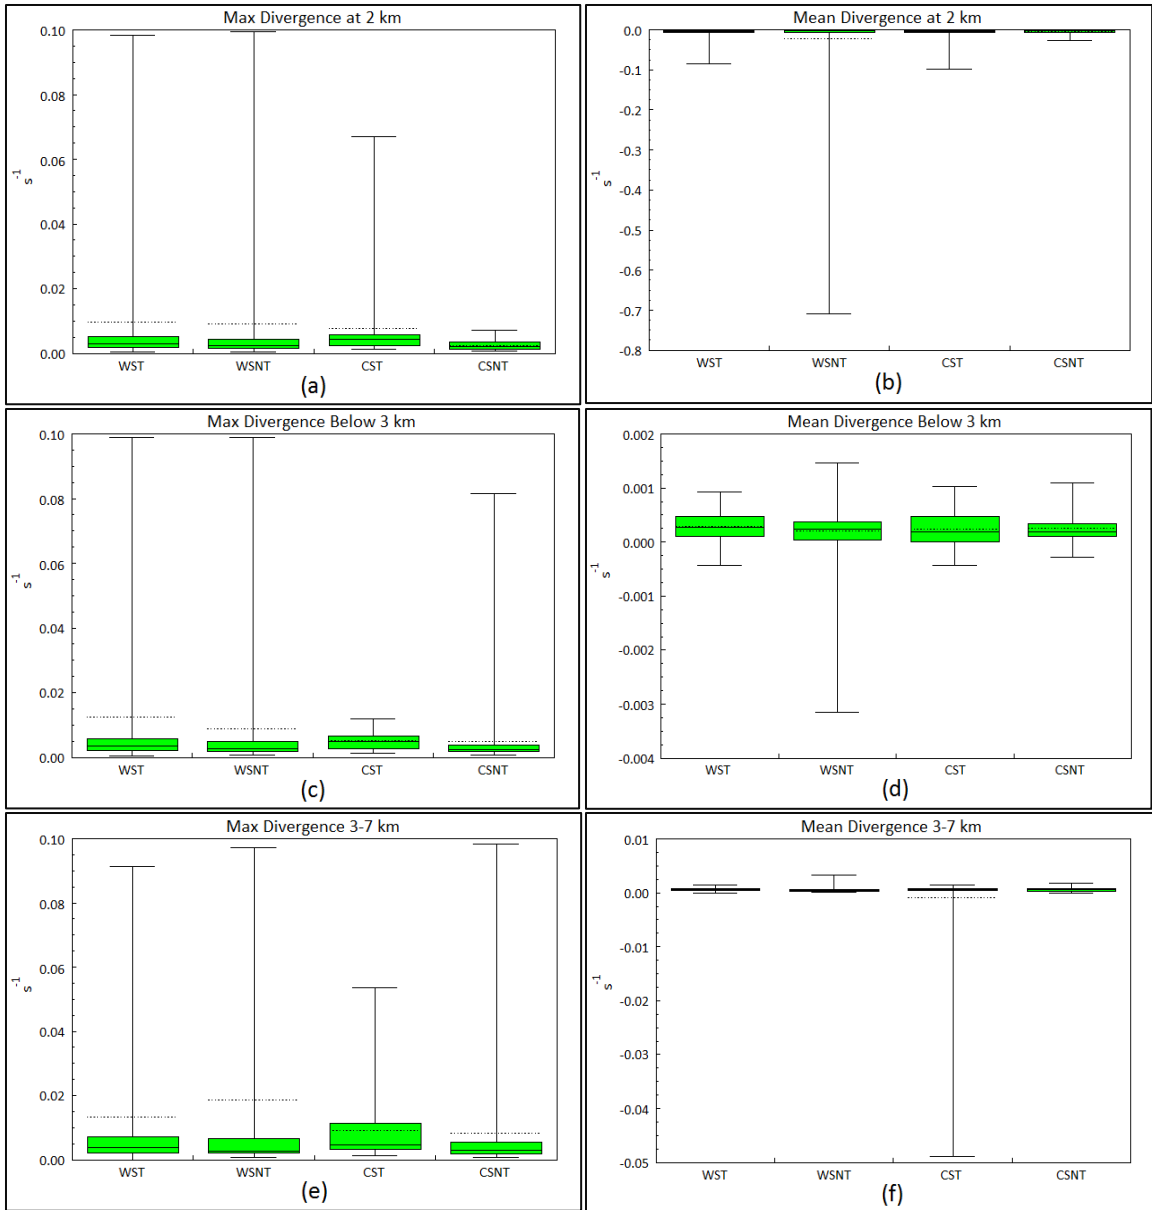 Max Divergence at 2 km
0.10
0.08
0.06
0.04
0.02
0.00
s⁻¹
WST WSNT CST CSNT
(a)
Mean Divergence at 2 km
0.0
-0.1
-0.2
-0.3
-0.4
-0.5
-0.6
-0.7
-0.8
s⁻¹
WST WSNT CST CSNT
(b)
Max Divergence Below 3 km
0.10
0.08
0.06
0.04
0.02
0.00
s⁻¹
WST WSNT CST CSNT
(c)
Mean Divergence Below 3 km
0.002
0.001
0.000
-0.001
-0.002
-0.003
-0.004
s⁻¹
WST WSNT CST CSNT
(d)
Max Divergence 3-7 km
0.10
0.08
0.06
0.04
0.02
0.00
s⁻¹
WST WSNT CST CSNT
(e)
Mean Divergence 3-7 km
0.01
0.00
-0.01
-0.02
-0.03
-0.04
-0.05
s⁻¹
WST WSNT CST CSNT
(f)